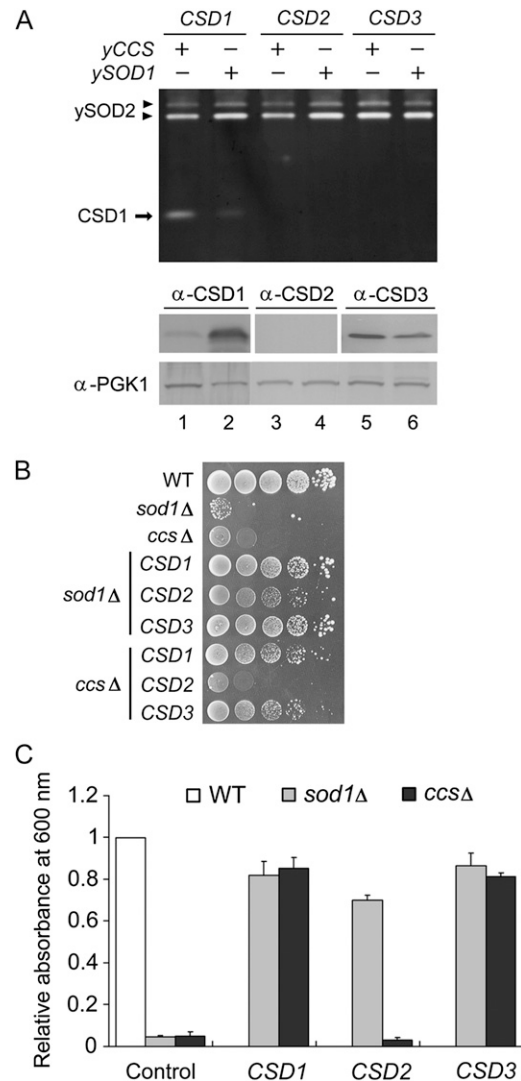 A
CSD1 CSD2 CSD3
yCCS + − + − + −
ySOD1 − + − + − +
ySOD2
CSD1
α-CSD1 α-CSD2 α-CSD3
α-PGK1
1 2 3 4 5 6
B
WT
sod1Δ
ccsΔ
sod1Δ
CSD1
CSD2
CSD3
ccsΔ
CSD1
CSD2
CSD3
C
WT sod1Δ ccsΔ
Relative absorbance at 600 nm
1.2
1
0.8
0.6
0.4
0.2
0
Control CSD1 CSD2 CSD3